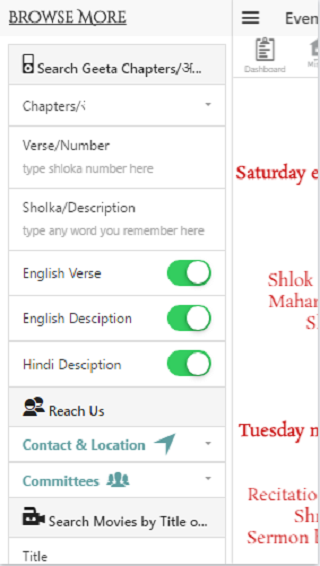 BROWSE MORE
Search Geeta Chapters/अ...
Chapters/
Verse/Number
type shloka number here
Sholka/Description
type any word you remember here
English Verse
English Desciption
Hindi Desciption
Reach Us
Contact & Location
Committees
Search Movies by Title o...
Title
Even
Dashboard
Saturday e
Shlok
Mahar
Tuesday m
Recitatio
Sh
Sermon